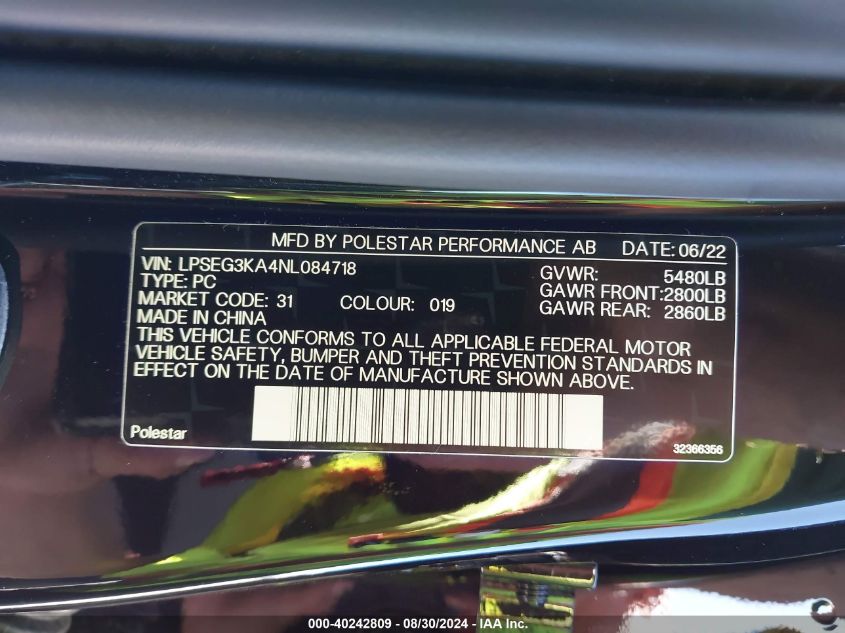 MFD BY POLESTAR PERFORMANCE AB DATE: 06/22
VIN: LPSEG3KA4NL084718 GVWR: 5480LB
TYPE: PC GAWR FRONT:2800LB
MARKET CODE: 31 COLOUR: 019 GAWR REAR: 2860LB
MADE IN CHINA
THIS VEHICLE CONFORMS TO ALL APPLICABLE FEDERAL MOTOR
VEHICLE SAFETY, BUMPER AND THEFT PREVENTION STANDARDS IN
EFFECT ON THE DATE OF MANUFACTURE SHOWN ABOVE.
Polestar 32366356
000-40242809 - 08/30/2024 - IAA Inc.